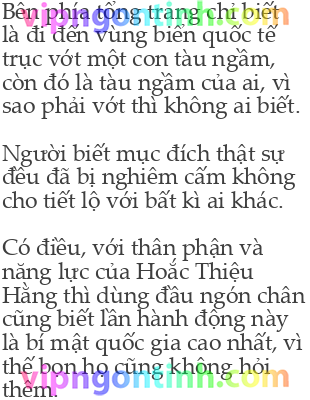 Bên phía tổng trang chỉ biết
vipngontinh.com
là đi đến vùng biển quốc tế
trục vớt một con tàu ngầm,
còn đó là tàu ngầm của ai, vì
sao phải vớt thì không ai biết.
Người biết mục đích thật sự
đều đã bị nghiêm cấm không
cho tiết lộ với bất kì ai khác.
Có điều, với thân phận và
năng lực của Hoắc Thiệu
Hằng thì dùng đầu ngón chân
cũng biết lần hành động này
là bí mật quốc gia cao nhất, vì
thế bọn họ cũng không hỏi
vipngontinh.com
thêm.